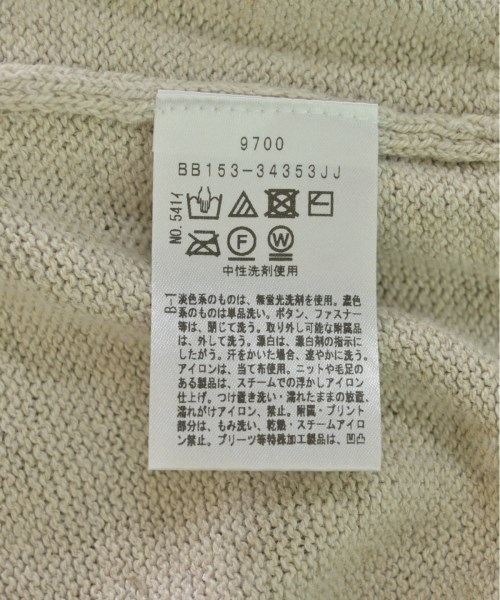 9700
BB153-34353JJ
NO.541イ
F W
中性洗剤使用
B-1
淡色系のものは、無蛍光洗剤を使用。濃色
系のものは単品洗い。ボタン、ファスナー
等は、閉じて洗う。取り外し可能な附属品
は、外して洗う。漂白は、漂白剤の指示に
したがう。汗をかいた場合、速やかに洗う。
アイロンは、当て布使用。ニットや毛足の
ある製品は、スチームでの浮かしアイロン
仕上げ。つけ置き洗い・濡れたままの放置、
濡れがけアイロン、禁止。附属・プリント
部分は、もみ洗い、乾熱・スチームアイロ
ン禁止。プリーツ等特殊加工製品は、凹凸